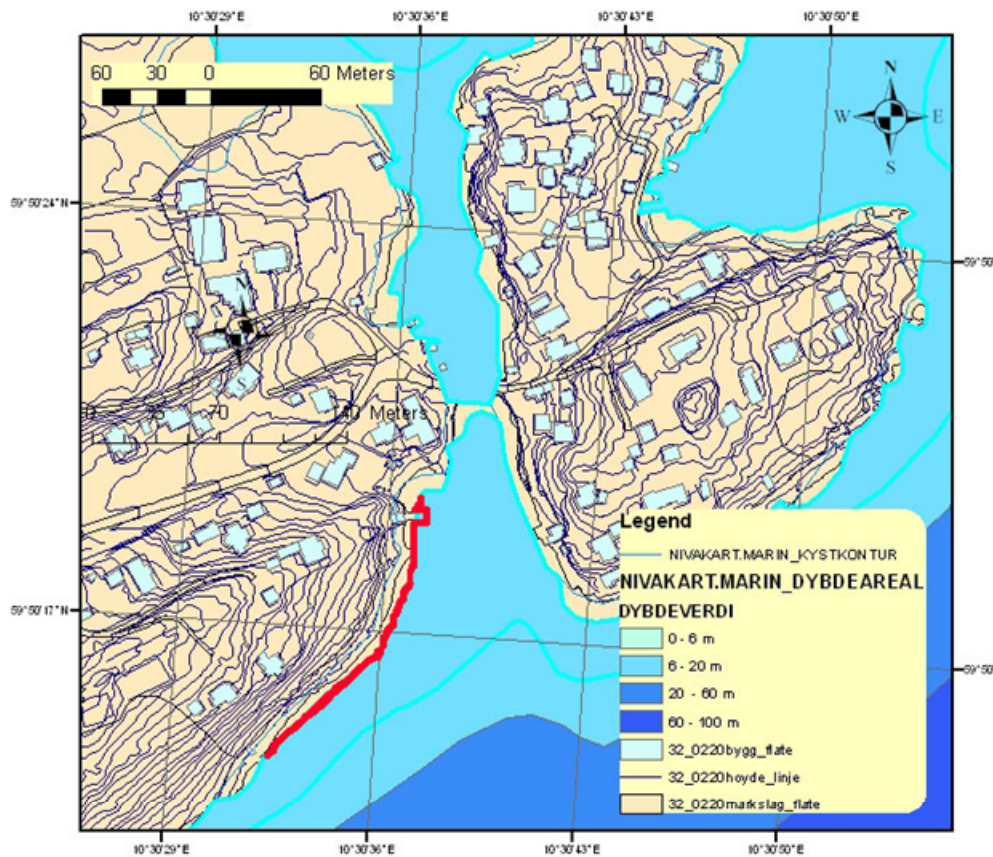 10°30'29"E 10°30'36"E 10°30'43"E 10°30'50"E
60 30 0 60 Meters
N
W E
S
59°50'24"N
59°50
N
S
0 35 70 140 Meters
Legend
NIVAKART.MARIN_KYSTKONTUR
NIVAKART.MARIN_DYBDEAREAL
DYBDEVERDI
59°50'17"N
0 - 6 m
6 - 20 m
59°50
20 - 60 m
60 - 100 m
32_0220bygg_flate
32_0220hoyde_linje
32_0220markslag_flate
10°30'29"E 10°30'36"E 10°30'43"E 10°30'50"E